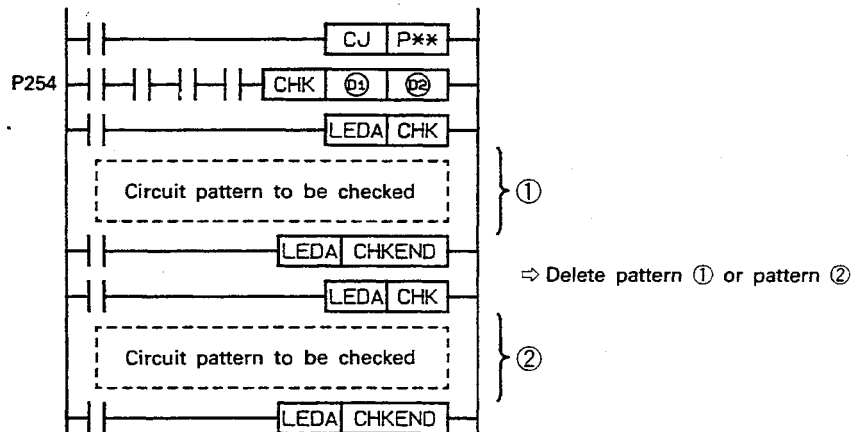 CJ P**
P254 CHK D1 D2
LEDA CHK
Circuit pattern to be checked ①
LEDA CHKEND
⇨ Delete pattern ① or pattern ②
LEDA CHK
Circuit pattern to be checked ②
LEDA CHKEND